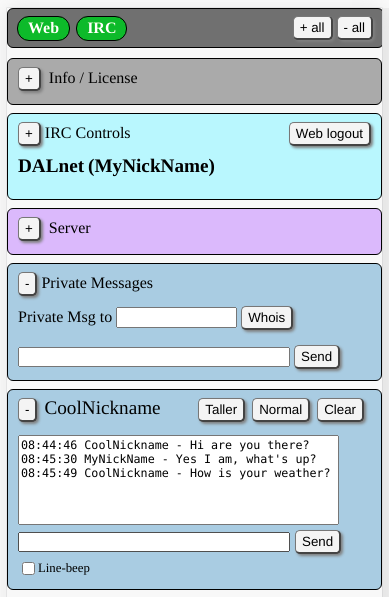 Web IRC + all - all
+ Info / License
+ IRC Controls Web logout
DALnet (MyNickName)
+ Server
- Private Messages
Private Msg to Whois
Send
- CoolNickname Taller Normal Clear
08:44:46 CoolNickname - Hi are you there?
08:45:30 MyNickName - Yes I am, what's up?
08:45:49 CoolNickname - How is your weather?
Send
Line-beep